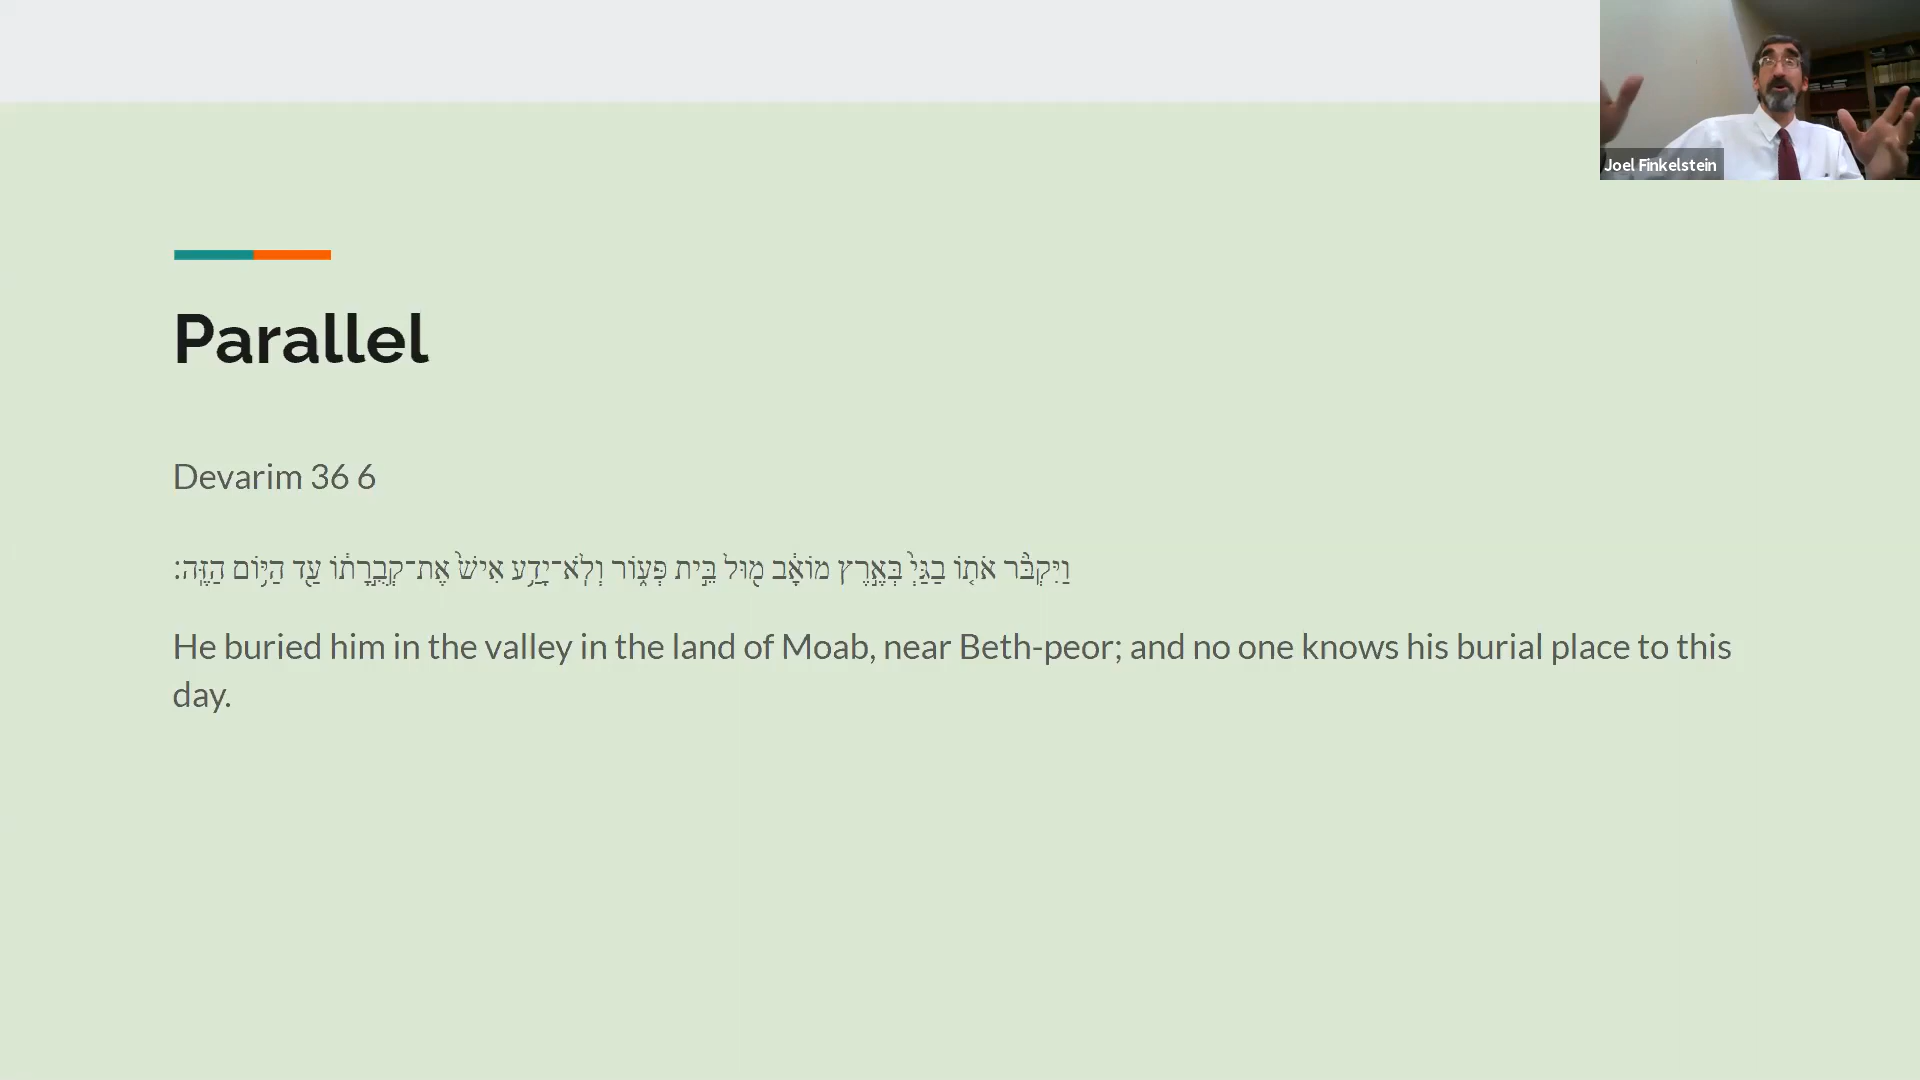 Joel Finkelstein
Parallel
Devarim 36 6
וַיִּקְבֹּ֨ר אֹת֤וֹ בַגַּיְ֙ בְּאֶ֣רֶץ מוֹאָ֔ב מ֖וּל בֵּ֣ית פְּע֑וֹר וְלֹֽא־יָדַ֥ע אִישׁ֙ אֶת־קְבֻ֣רָת֔וֹ עַ֖ד הַיּ֥וֹם הַזֶּֽה׃
He buried him in the valley in the land of Moab, near Beth-peor; and no one knows his burial place to this
day.